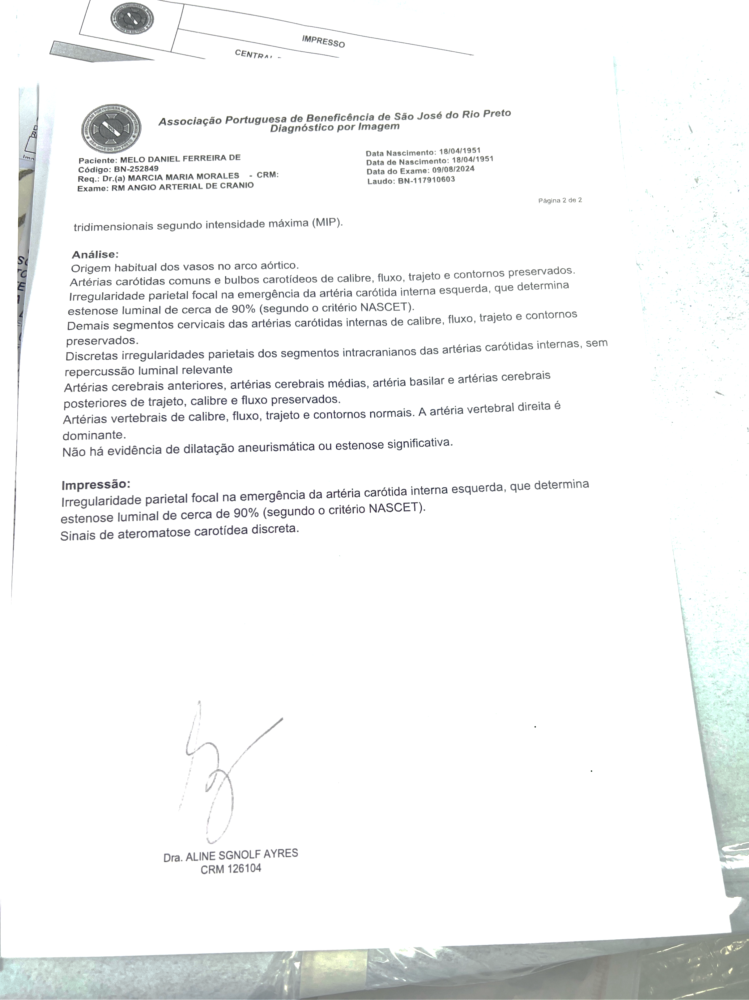 IMPRESSO
CENTRAL
Associação Portuguesa de Beneficência de São José do Rio Preto
Diagnóstico por Imagem
Paciente: MELO DANIEL FERREIRA DE
Código: BN-252849
Req.: Dr.(a) MARCIA MARIA MORALES - CRM:
Exame: RM ANGIO ARTERIAL DE CRANIO
Data Nascimento: 18/04/1951
Data de Nascimento: 18/04/1951
Data do Exame: 09/08/2024
Laudo: BN-117910603
Página 2 de 2
tridimensionais segundo intensidade máxima (MIP).
Análise:
Origem habitual dos vasos no arco aórtico.
Artérias carótidas comuns e bulbos carotídeos de calibre, fluxo, trajeto e contornos preservados.
Irregularidade parietal focal na emergência da artéria carótida interna esquerda, que determina
estenose luminal de cerca de 90% (segundo o critério NASCET).
Demais segmentos cervicais das artérias carótidas internas de calibre, fluxo, trajeto e contornos
preservados.
Discretas irregularidades parietais dos segmentos intracranianos das artérias carótidas internas, sem
repercussão luminal relevante
Artérias cerebrais anteriores, artérias cerebrais médias, artéria basilar e artérias cerebrais
posteriores de trajeto, calibre e fluxo preservados.
Artérias vertebrais de calibre, fluxo, trajeto e contornos normais. A artéria vertebral direita é
dominante.
Não há evidência de dilatação aneurismática ou estenose significativa.
Impressão:
Irregularidade parietal focal na emergência da artéria carótida interna esquerda, que determina
estenose luminal de cerca de 90% (segundo o critério NASCET).
Sinais de ateromatose carotídea discreta.
Dra. ALINE SGNOLF AYRES
CRM 126104